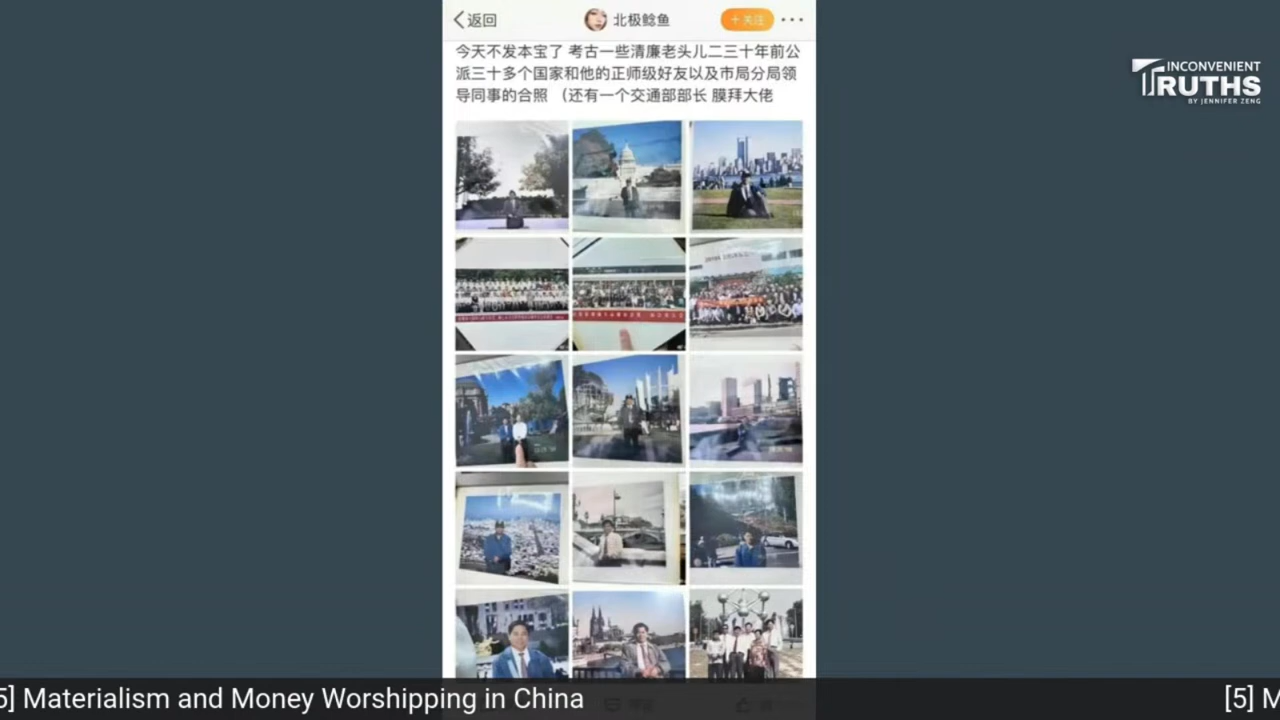 返回
北极鲶鱼
+关注
今天不发本宝了 考古一些清廉老头儿二三十年前公
派三十多个国家和他的正师级好友以及市局分局领
导同事的合照 （还有一个交通部部长 膜拜大佬
INCONVENIENT
TRUTHS
BY JENNIFER ZENG
5] Materialism and Money Worshipping in China
[5] M